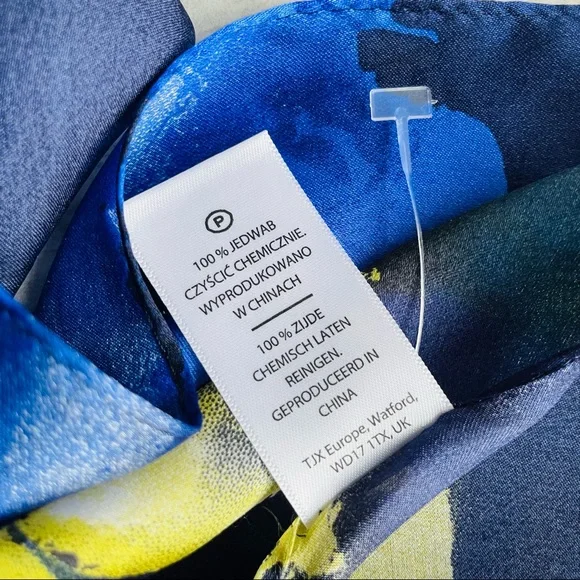 P
100 % JEDWAB
CZYŚCIĆ CHEMICZNIE.
WYPRODUKOWANO
W CHINACH
100 % ZIJDE
CHEMISCH LATEN
REINIGEN.
GEPRODUCEERD IN
CHINA
TJX Europe, Watford,
WD17 1TX, UK